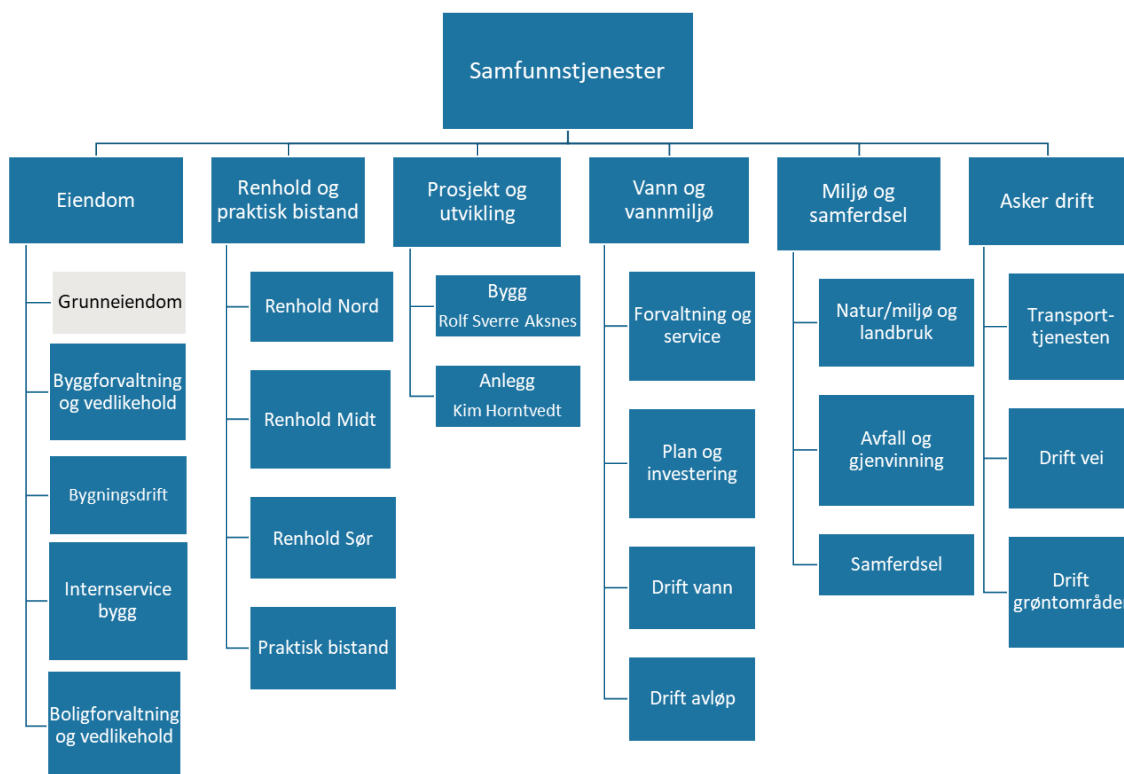 Samfunnstjenester
Eiendom
Grunneiendom
Byggforvaltning
og vedlikehold
Bygningsdrift
Internservice
bygg
Boligforvaltning
og vedlikehold
Renhold og
praktisk bistand
Renhold Nord
Renhold Midt
Renhold Sør
Praktisk bistand
Prosjekt og
utvikling
Bygg
Rolf Sverre Aksnes
Anlegg
Kim Horntvedt
Vann og
vannmiljø
Forvaltning og
service
Plan og
investering
Drift vann
Drift avløp
Miljø og
samferdsel
Natur/miljø og
landbruk
Avfall og
gjenvinning
Samferdsel
Asker drift
Transport-
tjenesten
Drift vei
Drift
grøntområder